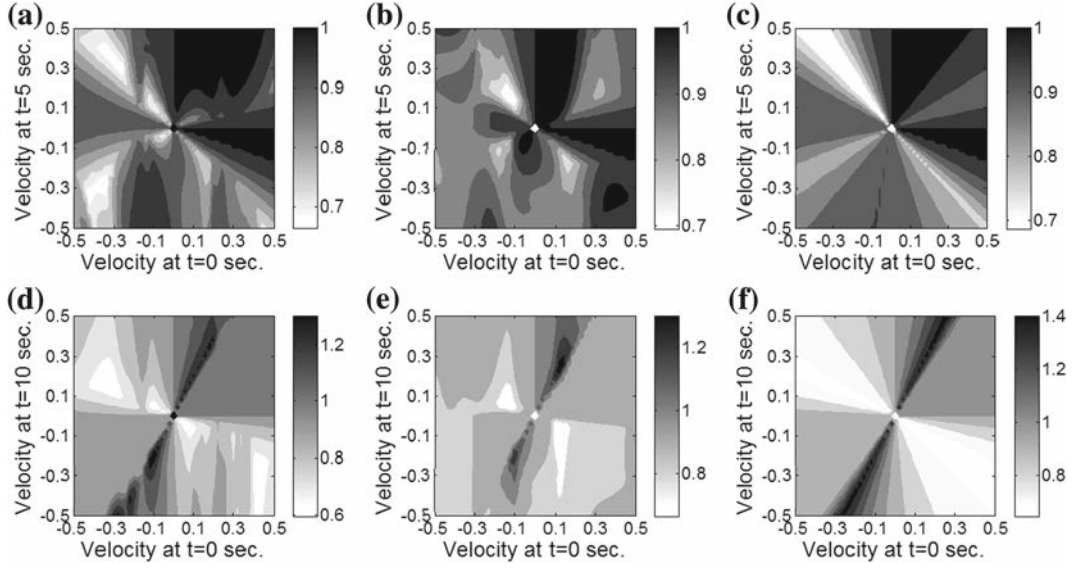 (a) (b) (c)
Velocity at t=5 sec. 0.5 0.3 0.1 -0.1 -0.3 -0.5
-0.5 -0.3 -0.1 0.1 0.3 0.5
Velocity at t=0 sec.
1 0.9 0.8 0.7
Velocity at t=5 sec. 0.5 0.3 0.1 -0.1 -0.3 -0.5
-0.5 -0.3 -0.1 0.1 0.3 0.5
Velocity at t=0 sec.
1 0.9 0.8 0.7
Velocity at t=5 sec. 0.5 0.3 0.1 -0.1 -0.3 -0.5
-0.5 -0.3 -0.1 0.1 0.3 0.5
Velocity at t=0 sec.
1 0.9 0.8 0.7
(d) (e) (f)
Velocity at t=10 sec. 0.5 0.3 0.1 -0.1 -0.3 -0.5
-0.5 -0.3 -0.1 0.1 0.3 0.5
Velocity at t=0 sec.
1.2 1 0.8 0.6
Velocity at t=10 sec. 0.5 0.3 0.1 -0.1 -0.3 -0.5
-0.5 -0.3 -0.1 0.1 0.3 0.5
Velocity at t=0 sec.
1.2 1 0.8
Velocity at t=10 sec. 0.5 0.3 0.1 -0.1 -0.3 -0.5
-0.5 -0.3 -0.1 0.1 0.3 0.5
Velocity at t=0 sec.
1.4 1.2 1 0.8